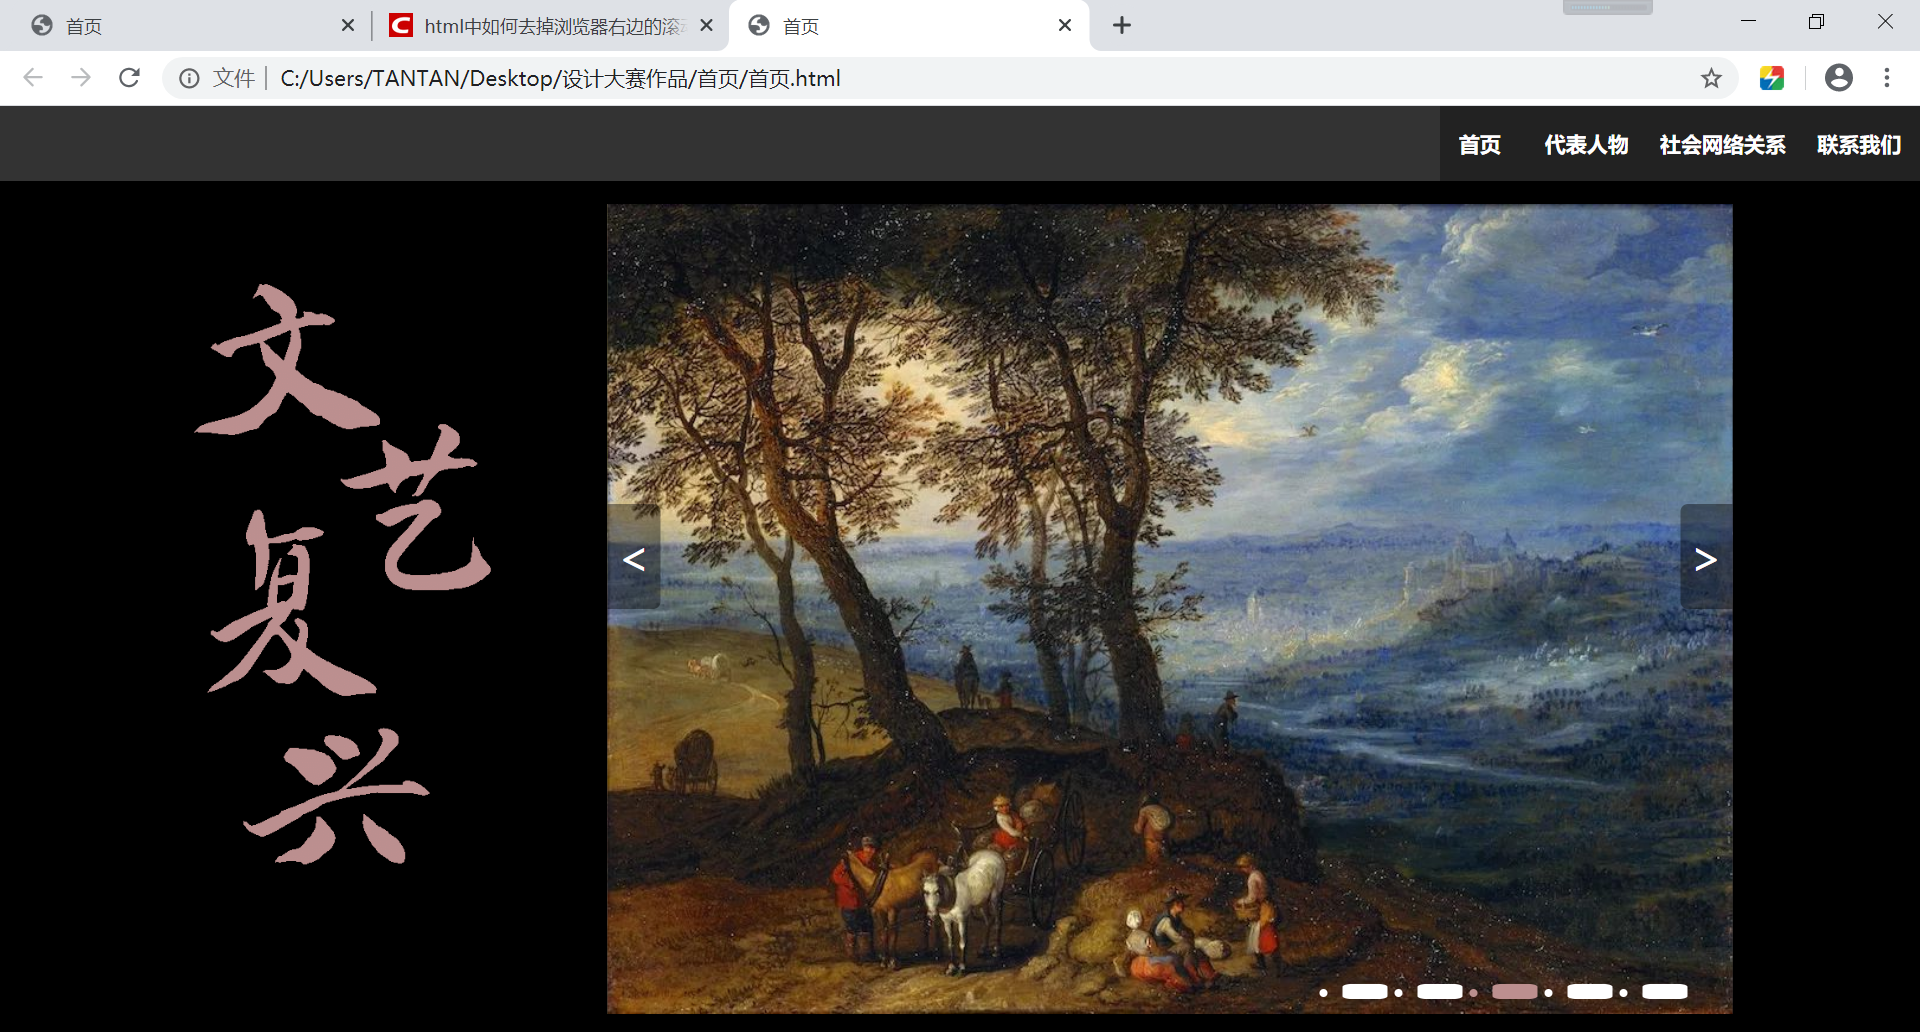 首页
html中如何去掉浏览器右边的滚
首页
文件
C:/Users/TANTAN/Desktop/设计大赛作品/首页/首页.html
首页 代表人物 社会网络关系 联系我们
文
艺
复
兴
<
>